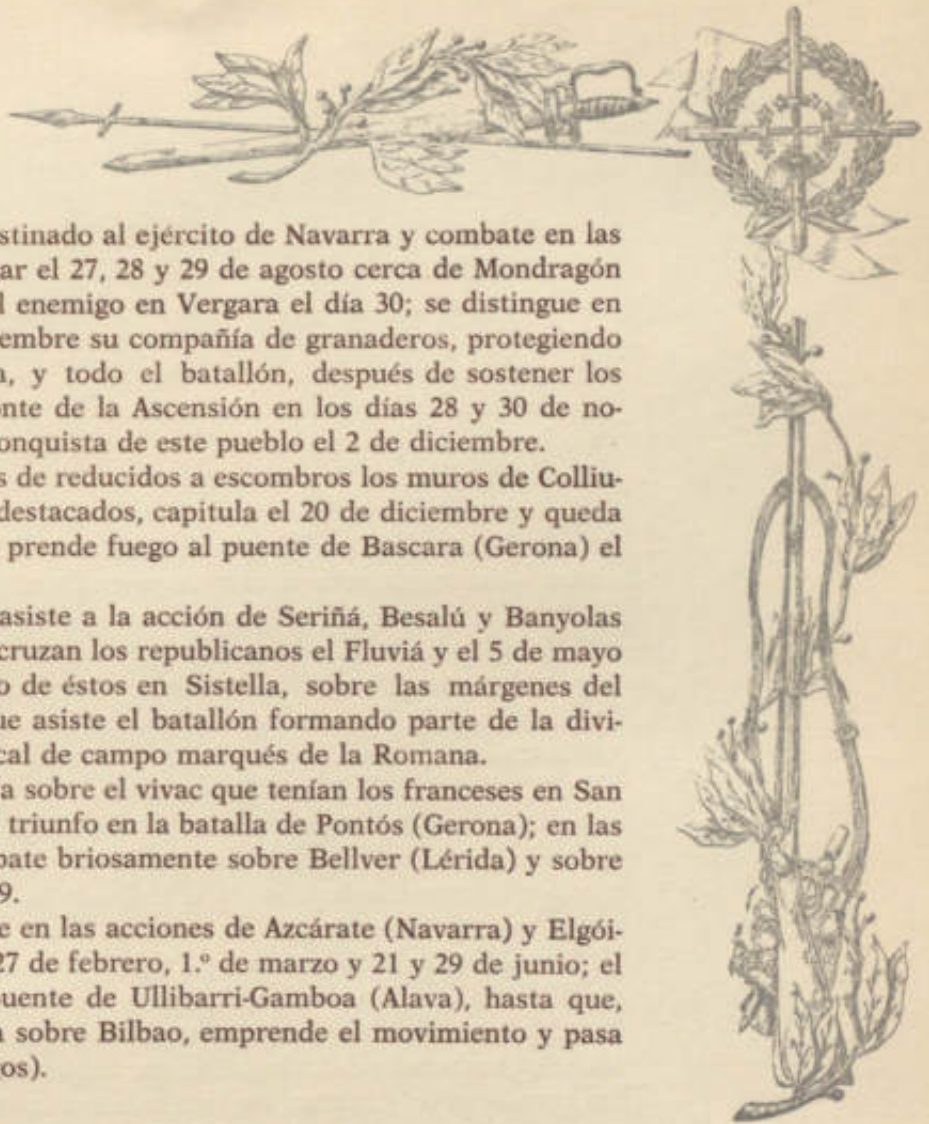 stinado al ejército de Navarra y combate en las
ar el 27, 28 y 29 de agosto cerca de Mondragón
l enemigo en Vergara el día 30; se distingue en
embre su compañía de granaderos, protegiendo
a, y todo el batallón, después de sostener los
onte de la Ascensión en los días 28 y 30 de no-
onquista de este pueblo el 2 de diciembre.
s de reducidos a escombros los muros de Colliu-
destacados, capitula el 20 de diciembre y queda
prende fuego al puente de Bascara (Gerona) el
asiste a la acción de Seriñá, Besalú y Banyolas
cruzan los republicanos el Fluviá y el 5 de mayo
o de éstos en Sistella, sobre las márgenes del
ue asiste el batallón formando parte de la divi-
cal de campo marqués de la Romana.
a sobre el vivac que tenían los franceses en San
triunfo en la batalla de Pontós (Gerona); en las
bate briosamente sobre Bellver (Lérida) y sobre
9.
e en las acciones de Azcárate (Navarra) y Elgói-
27 de febrero, 1.º de marzo y 21 y 29 de junio; el
uente de Ullibarri-Gamboa (Alava), hasta que,
a sobre Bilbao, emprende el movimiento y pasa
os).